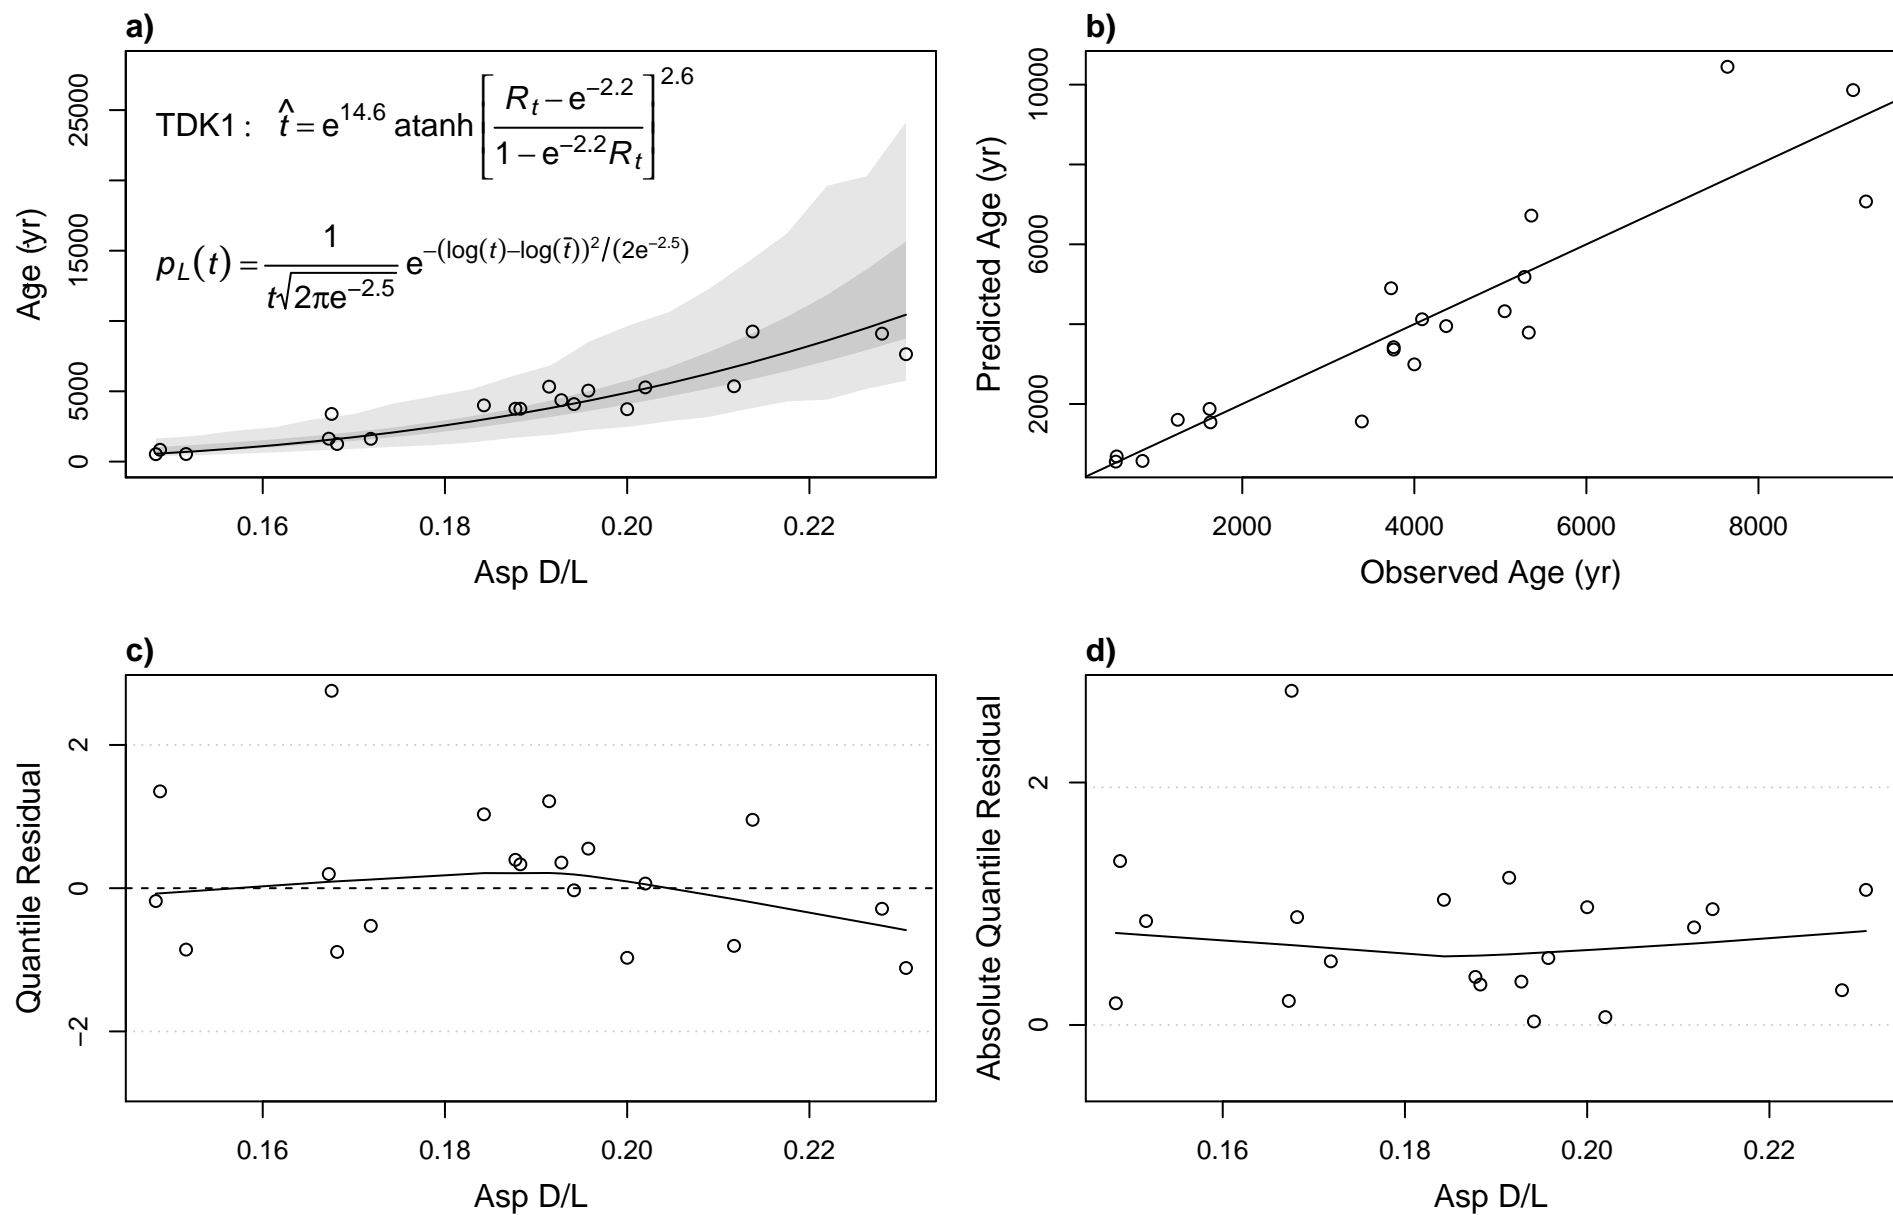 a)
TDK1 : t̂ = e^14.6 atanh [ (R_t − e^−2.2) / (1 − e^−2.2 R_t) ]^2.6
p_L(t) = 1 / (t√(2πe^−2.5)) e^−(log(t)−log(t̄))^2/(2e^−2.5)
Age (yr)
0 5000 15000 25000
0.16 0.18 0.20 0.22
Asp D/L
b)
Predicted Age (yr)
2000 6000 10000
2000 4000 6000 8000
Observed Age (yr)
c)
Quantile Residual
−2 0 2
0.16 0.18 0.20 0.22
Asp D/L
d)
Absolute Quantile Residual
0 2
0.16 0.18 0.20 0.22
Asp D/L